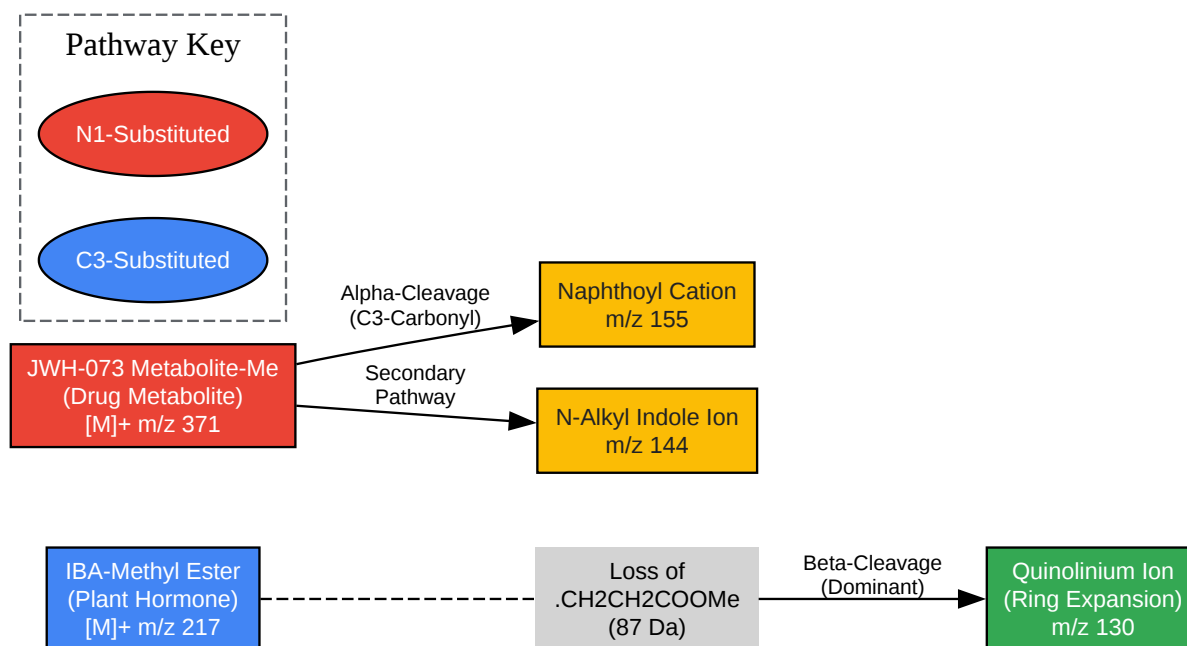 Pathway Key
N1-Substituted
C3-Substituted
JWH-073 Metabolite-Me
(Drug Metabolite)
[M]+ m/z 371
Alpha-Cleavage
(C3-Carbonyl)
Secondary
Pathway
Naphthoyl Cation
m/z 155
N-Alkyl Indole Ion
m/z 144
IBA-Methyl Ester
(Plant Hormone)
[M]+ m/z 217
Loss of
.CH2CH2COOMe
(87 Da)
Beta-Cleavage
(Dominant)
Quinolinium Ion
(Ring Expansion)
m/z 130